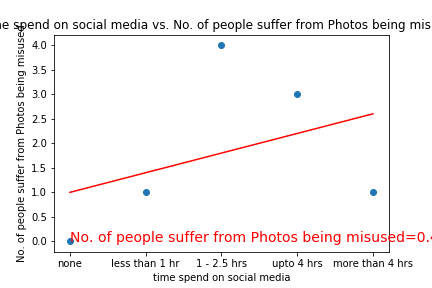 e spend on social media vs. No. of people suffer from Photos being mis
No. of people suffer from Photos being misused
4.0
3.5
3.0
2.5
2.0
1.5
1.0
0.5
0.0
No. of people suffer from Photos being misused=0.4
none less than 1 hr 1 - 2.5 hrs upto 4 hrs more than 4 hrs
time spend on social media